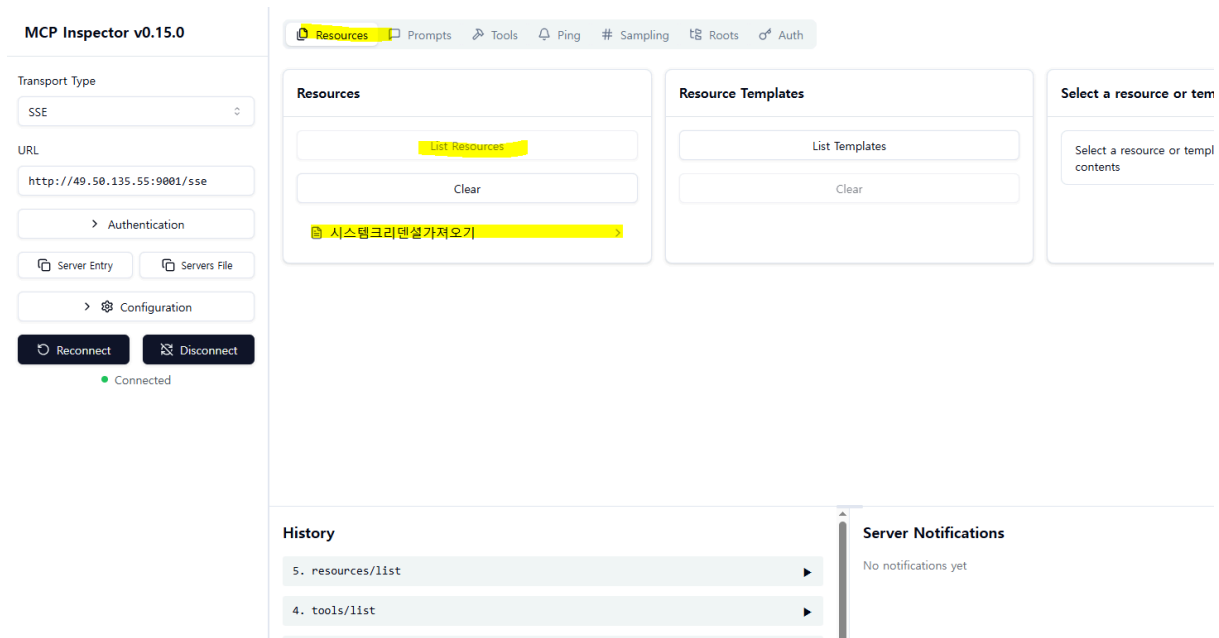 MCP Inspector v0.15.0
Transport Type
SSE
URL
http://49.50.135.55:9001/sse
Authentication
Server Entry
Servers File
Configuration
Reconnect
Disconnect
Connected
Resources
Prompts
Tools
Ping
Sampling
Roots
Auth
Resources
List Resources
Clear
시스템크리덴셜가져오기
Resource Templates
List Templates
Clear
Select a resource or tem
Select a resource or templ
contents
History
5. resources/list
4. tools/list
Server Notifications
No notifications yet